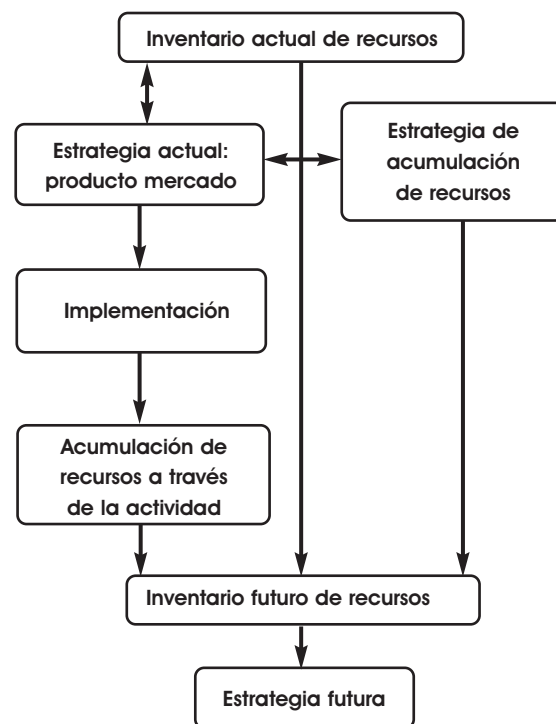 Inventario actual de recursos
Estrategia actual:
producto mercado
Estrategia de
acumulación
de recursos
Implementación
Acumulación de
recursos a través
de la actividad
Inventario futuro de recursos
Estrategia futura